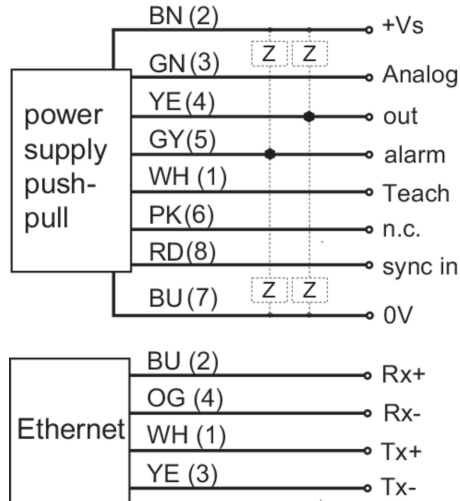 BN (2) +Vs
Z Z
GN (3) Analog
YE (4) out
GY (5) alarm
WH (1) Teach
PK (6) n.c.
RD (8) sync in
Z Z
BU (7) 0V
power
supply
push-
pull
BU (2) Rx+
OG (4) Rx-
WH (1) Tx+
YE (3) Tx-
Ethernet